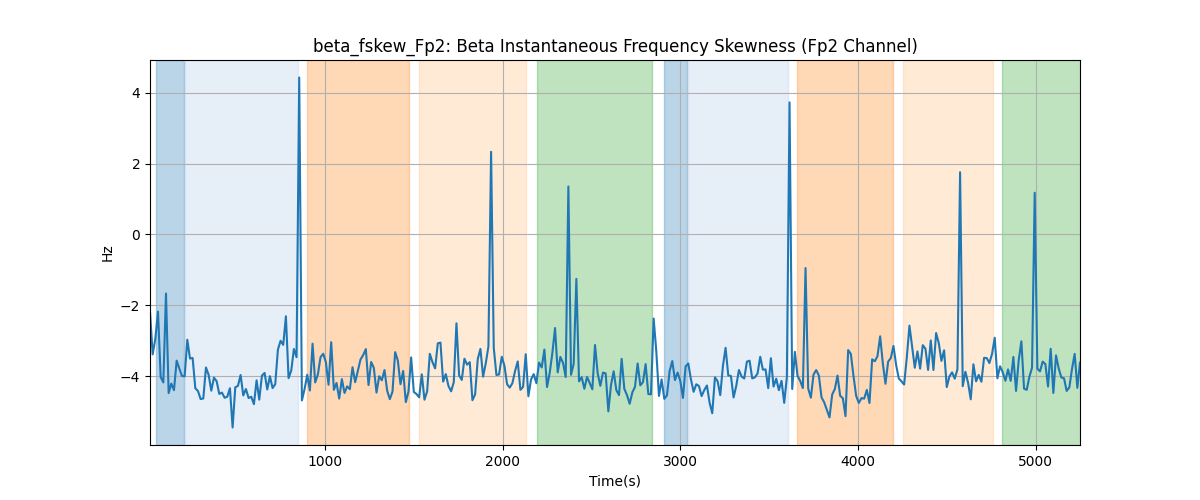 beta_fskew_Fp2: Beta Instantaneous Frequency Skewness (Fp2 Channel)
Hz
4
2
0
−2
−4
1000 2000 3000 4000 5000
Time(s)